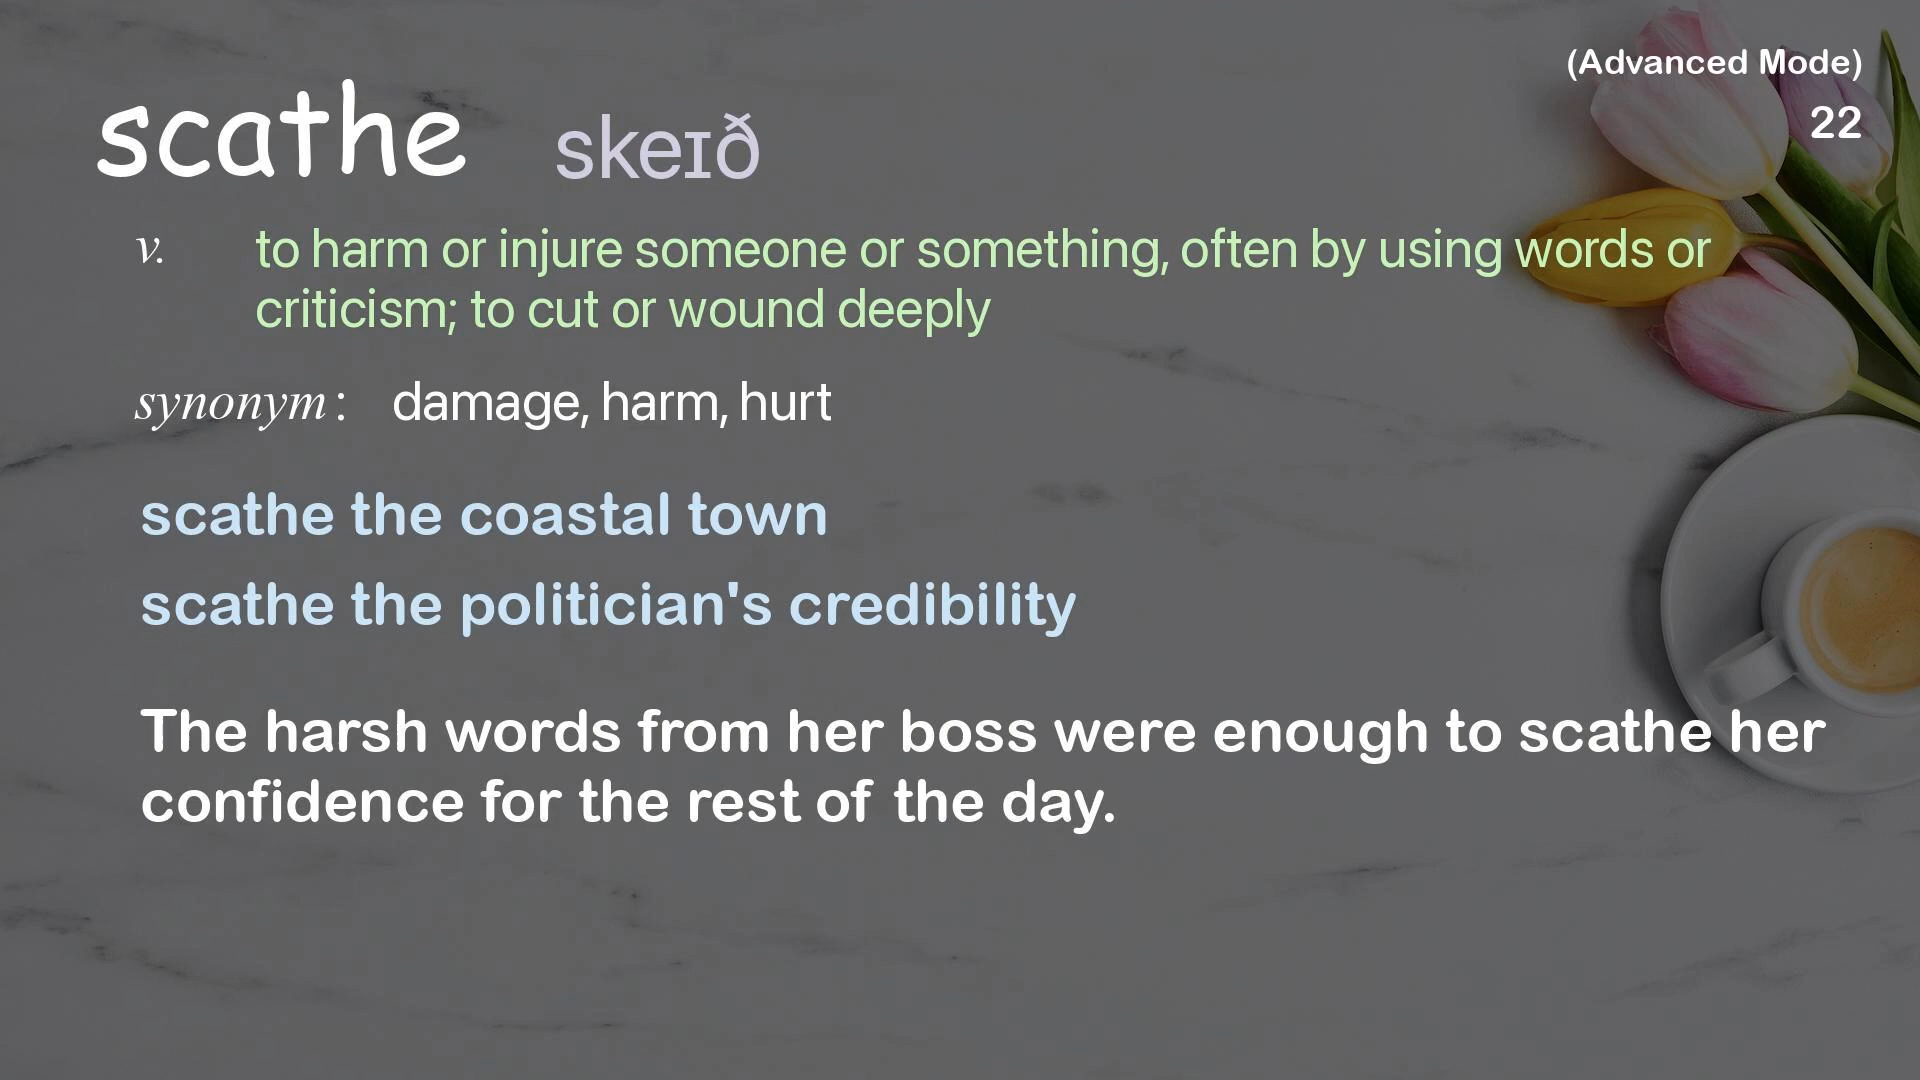 (Advanced Mode)
22
scathe skeɪð
v. to harm or injure someone or something, often by using words or
criticism; to cut or wound deeply
synonym : damage, harm, hurt
scathe the coastal town
scathe the politician's credibility
The harsh words from her boss were enough to scathe her
confidence for the rest of the day.